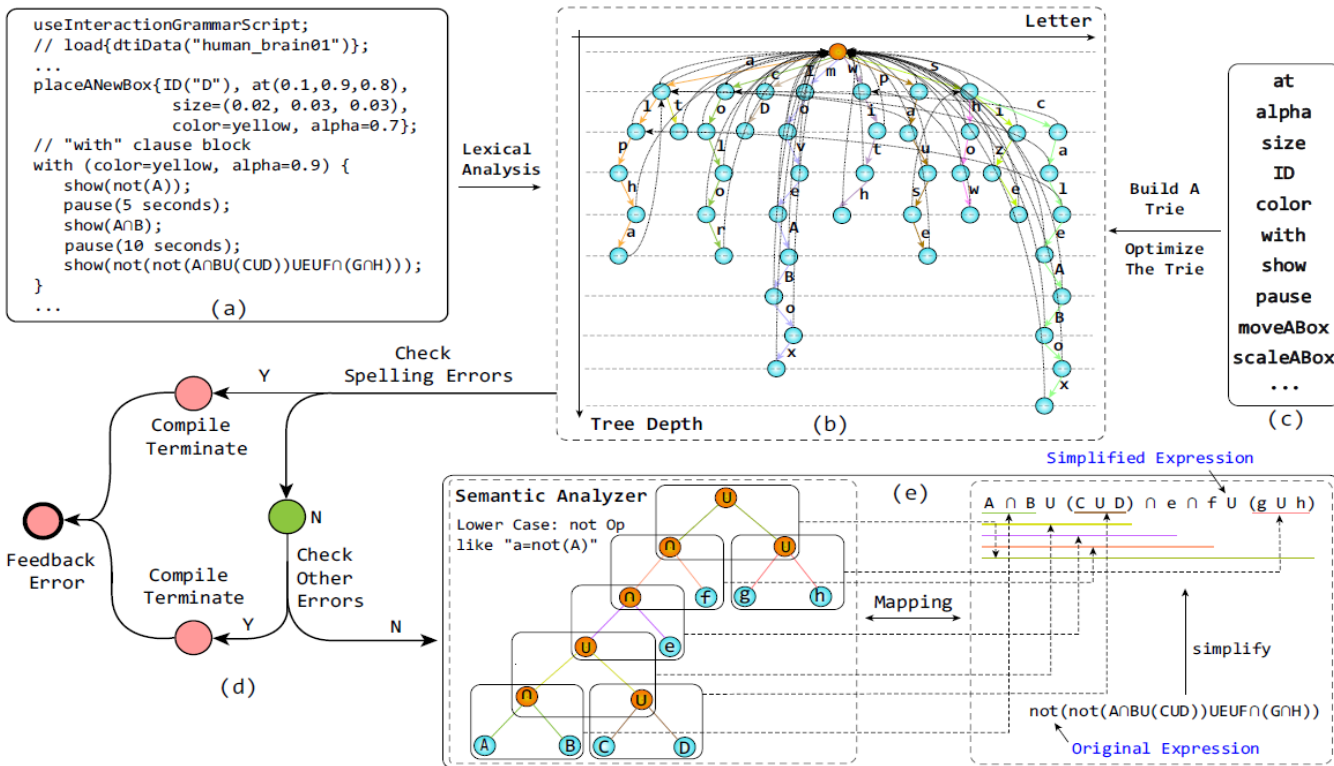 useInteractionGrammarScript;
// load{dtiData("human_brain01")};
...
placeANewBox{ID("D"), at(0.1,0.9,0.8),
size=(0.02, 0.03, 0.03),
color=yellow, alpha=0.7};
// "with" clause block
with (color=yellow, alpha=0.9) {
show(not(A));
pause(5 seconds);
show(A∩B);
pause(10 seconds);
show(not(not(A∩BU(CUD))UEUF∩(G∩H)));
}
...
(a)
Lexical
Analysis
Letter
a c I m w p s
l t o D o i a h i c
p l v t u o z a
h o e h s w e l
a r A e e
B A
o B
x o
x
Tree Depth
(b)
Build A
Trie
Optimize
The Trie
at
alpha
size
ID
color
with
show
pause
moveABox
scaleABox
...
(c)
Check
Spelling Errors
Y
Compile
Terminate
N
Feedback
Error
Check
Other
Errors
Compile
Terminate
Y
N
(d)
Semantic Analyzer
Lower Case: not Op
like "a=not(A)"
U
∩ U
∩ f g h
U e
∩ U
A B C D
(e)
Mapping
Simplified Expression
A ∩ B U (C U D) ∩ e ∩ f U (g U h)
simplify
not(not(A∩BU(CUD))UEUF∩(G∩H))
Original Expression